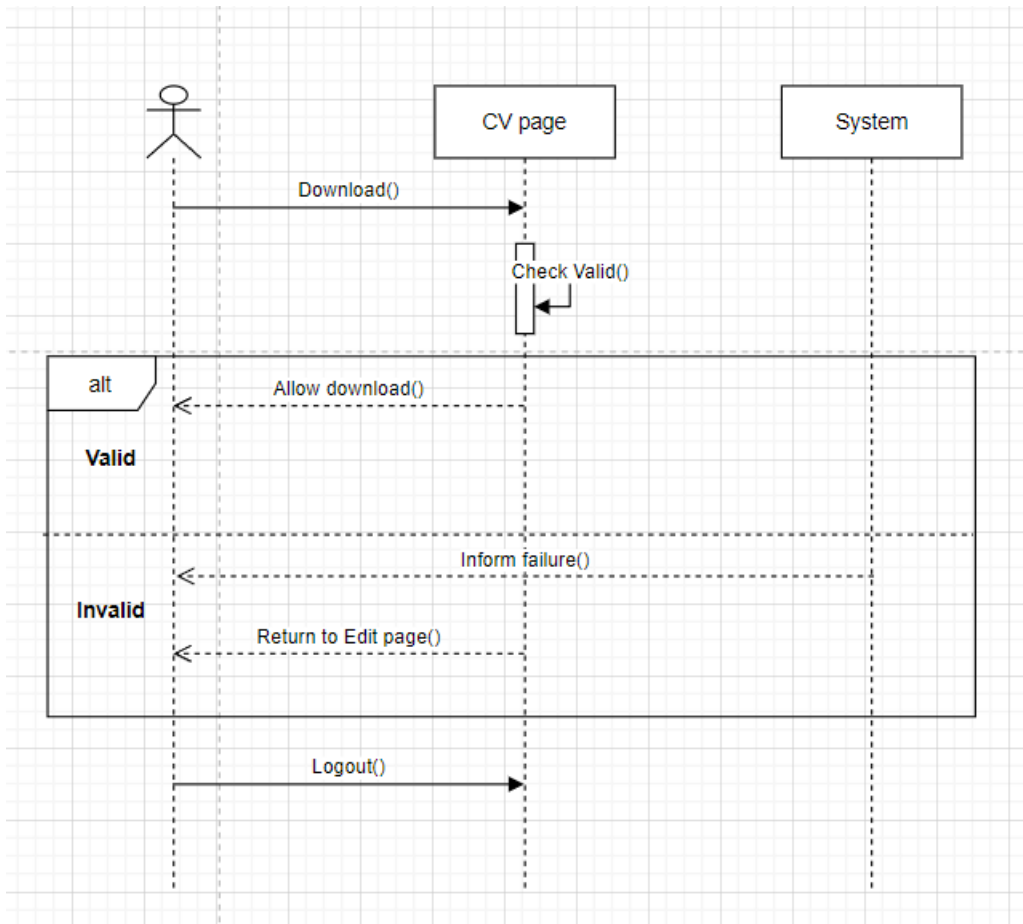 CV page
System
Download()
Check Valid()
alt
Allow download()
Valid
Inform failure()
Invalid
Return to Edit page()
Logout()